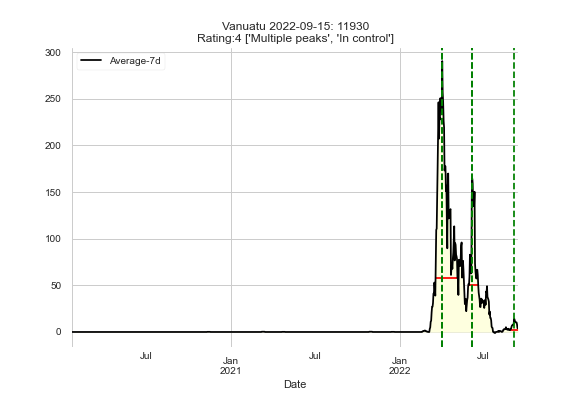 Vanuatu 2022-09-15: 11930
Rating:4 ['Multiple peaks', 'In control']
300
Average-7d
250
200
150
100
50
0
Jul
Jan
2021
Jul
Jan
2022
Jul
Date